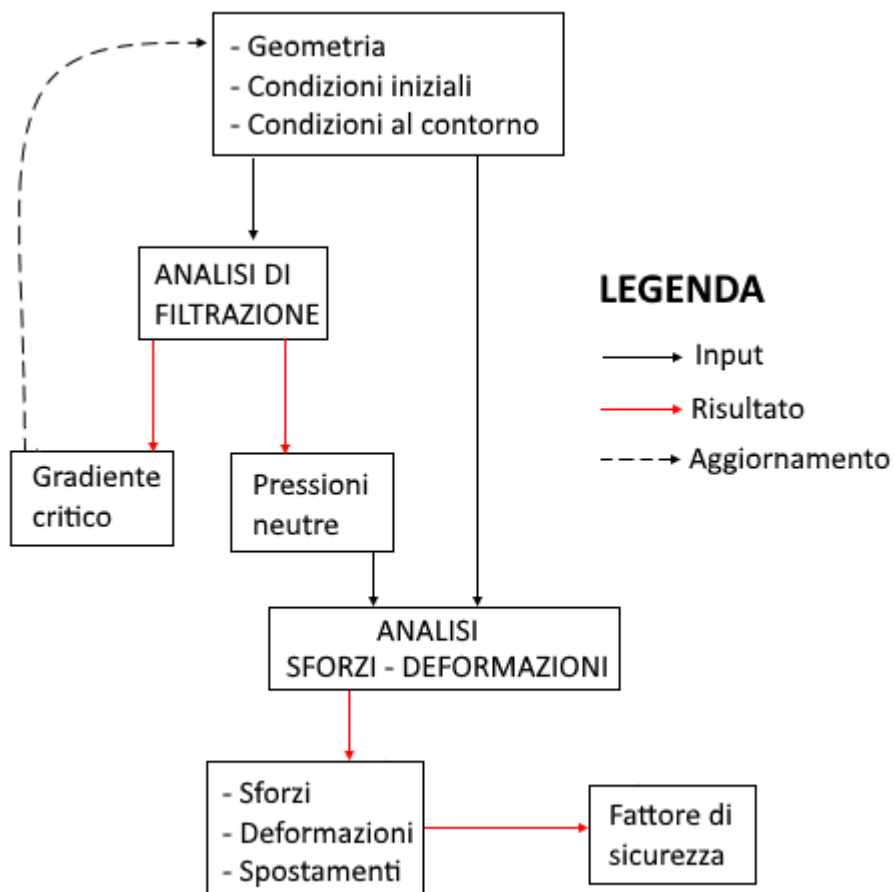 - Geometria
- Condizioni iniziali
- Condizioni al contorno
ANALISI DI
FILTRAZIONE
LEGENDA
Input
Risultato
Aggiornamento
Gradiente
critico
Pressioni
neutre
ANALISI
SFORZI - DEFORMAZIONI
- Sforzi
- Deformazioni
- Spostamenti
Fattore di
sicurezza